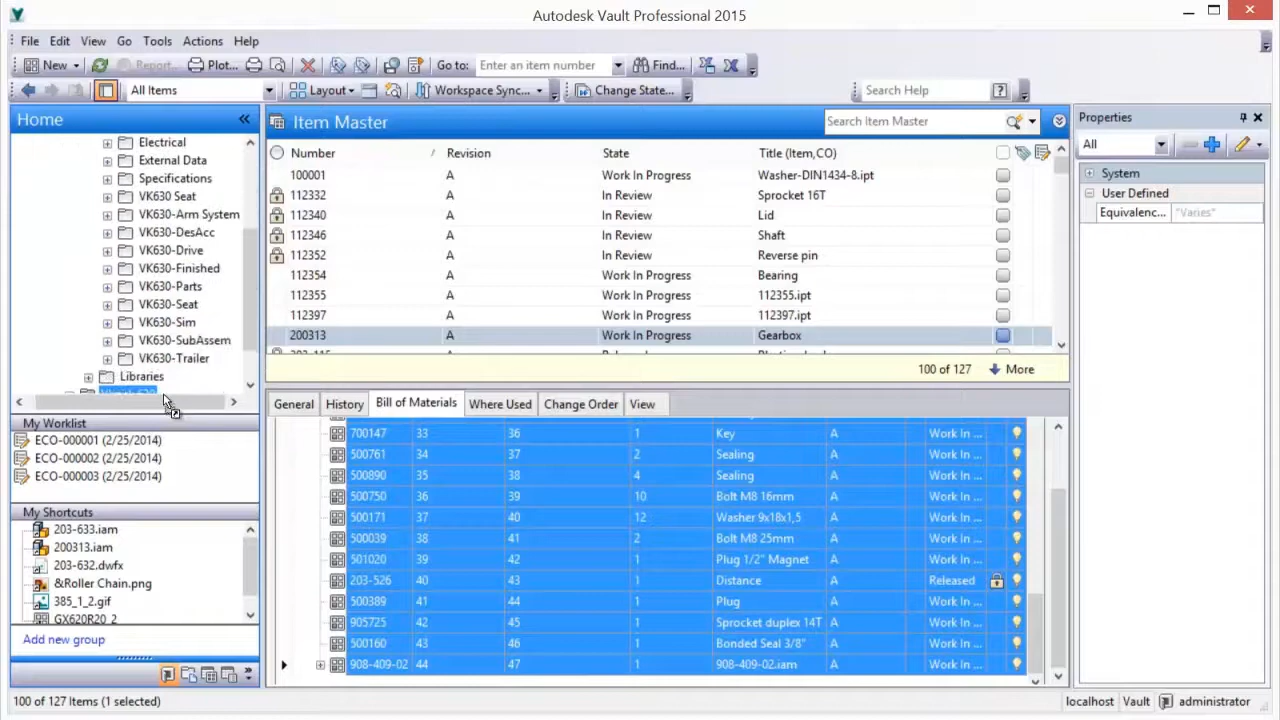 Autodesk Vault Professional 2015
File Edit View Go Tools Actions Help
New Report... Plot... Go to: Enter an item number Find...
All Items Layout Workspace Sync... Change State... Search Help
Home
Electrical
External Data
Specifications
VK630 Seat
VK630-Arm System
VK630-DesAcc
VK630-Drive
VK630-Finished
VK630-Parts
VK630-Seat
VK630-Sim
VK630-SubAssem
VK630-Trailer
Libraries
My Worklist
ECO-000001 (2/25/2014)
ECO-000002 (2/25/2014)
ECO-000003 (2/25/2014)
My Shortcuts
203-633.iam
200313.iam
203-632.dwfx
&Roller Chain.png
385_1_2.gif
GX620R20_2
Add new group
Item Master Search Item Master
Number / Revision State Title (Item,CO)
100001 A Work In Progress Washer-DIN1434-8.ipt
112332 A In Review Sprocket 16T
112340 A In Review Lid
112346 A In Review Shaft
112352 A In Review Reverse pin
112354 A Work In Progress Bearing
112355 A Work In Progress 112355.ipt
112397 A Work In Progress 112397.ipt
200313 A Work In Progress Gearbox
100 of 127 More
General History Bill of Materials Where Used Change Order View
700147 33 36 1 Key A Work In ...
500761 34 37 2 Sealing A Work In ...
500890 35 38 4 Sealing A Work In ...
500750 36 39 10 Bolt M8 16mm A Work In ...
500171 37 40 12 Washer 9x18x1,5 A Work In ...
500039 38 41 2 Bolt M8 25mm A Work In ...
501020 39 42 1 Plug 1/2" Magnet A Work In ...
203-526 40 43 1 Distance A Released
500389 41 44 1 Plug A Work In ...
905725 42 45 1 Sprocket duplex 14T A Work In ...
500160 43 46 1 Bonded Seal 3/8" A Work In ...
908-409-02 44 47 1 908-409-02.iam A Work In ...
Properties
All
System
User Defined
Equivalenc... "Varies"
100 of 127 Items (1 selected) localhost Vault administrator